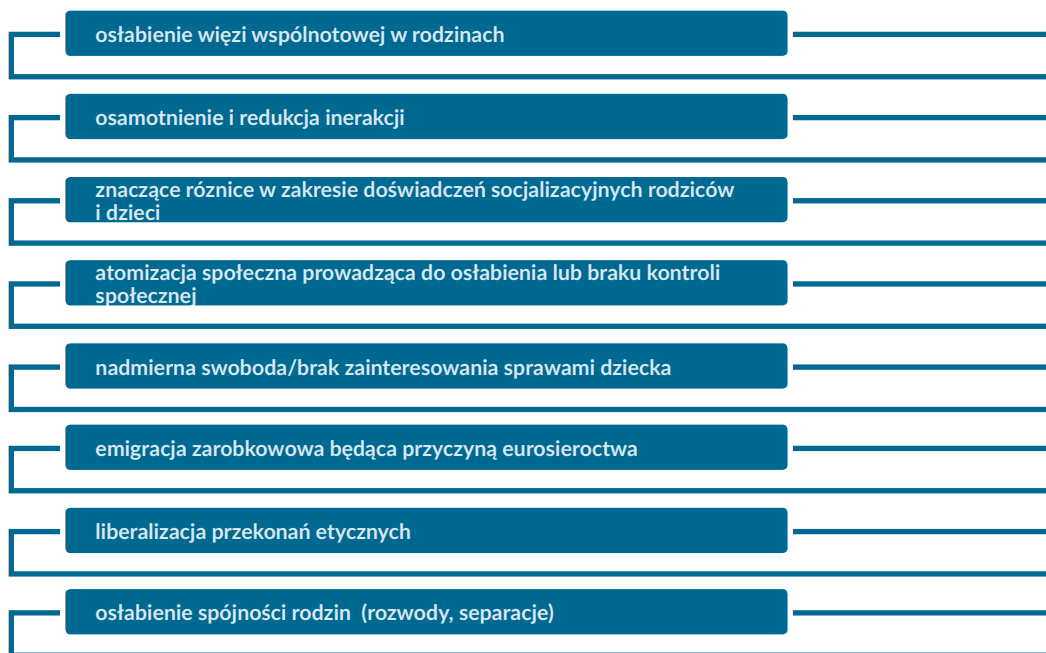 osłabienie więzi wspólnotowej w rodzinach
osamotnienie i redukcja inerakcji
znaczące róznice w zakresie doświadczeń socjalizacyjnych rodziców
i dzieci
atomizacja społeczna prowadząca do osłabienia lub braku kontroli
społecznej
nadmierna swoboda/brak zainteresowania sprawami dziecka
emigracja zarobkowowa będąca przyczyną eurosieroctwa
liberalizacja przekonań etycznych
osłabienie spójności rodzin (rozwody, separacje)